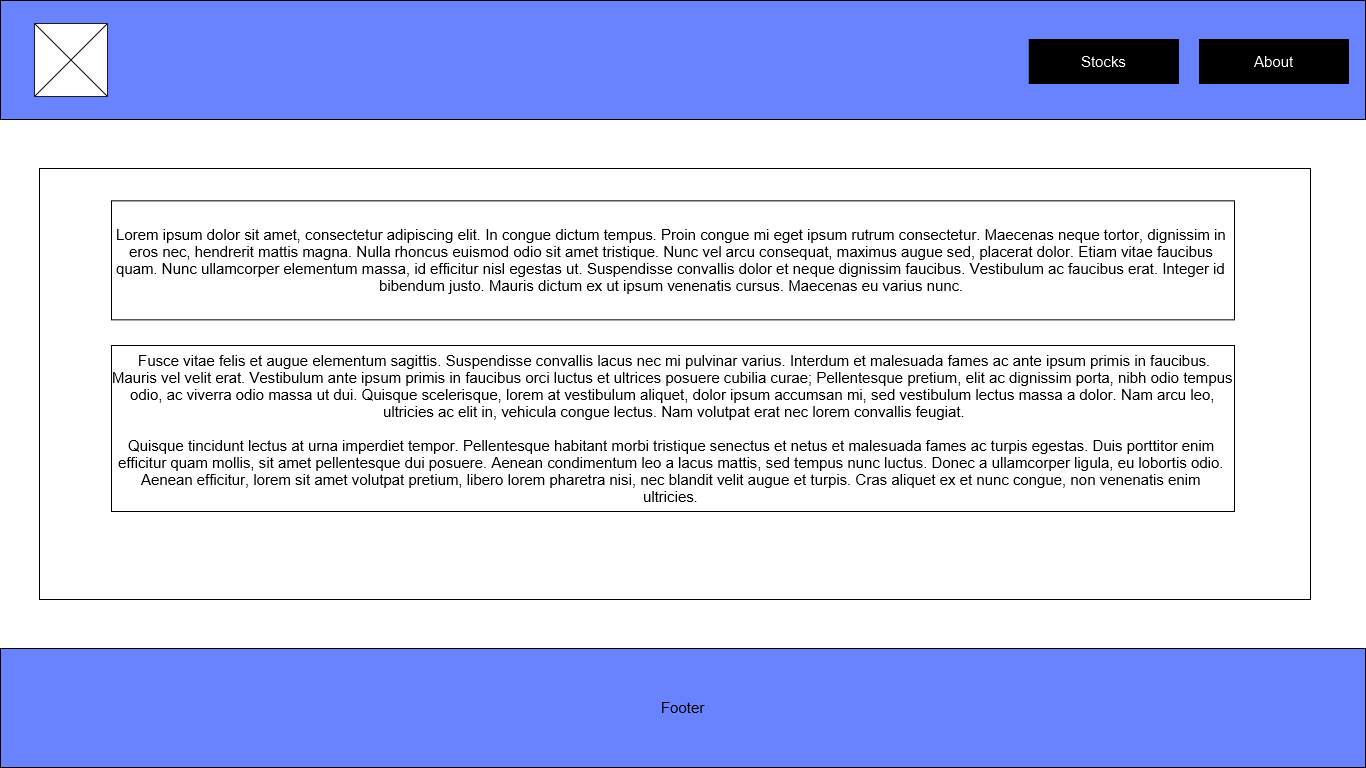 Stocks
About
Lorem ipsum dolor sit amet, consectetur adipiscing elit. In congue dictum tempus. Proin congue mi eget ipsum rutrum consectetur. Maecenas neque tortor, dignissim in
eros nec, hendrerit mattis magna. Nulla rhoncus euismod odio sit amet tristique. Nunc vel arcu consequat, maximus augue sed, placerat dolor. Etiam vitae faucibus
quam. Nunc ullamcorper elementum massa, id efficitur nisl egestas ut. Suspendisse convallis dolor et neque dignissim faucibus. Vestibulum ac faucibus erat. Integer id
bibendum justo. Mauris dictum ex ut ipsum venenatis cursus. Maecenas eu varius nunc.
Fusce vitae felis et augue elementum sagittis. Suspendisse convallis lacus nec mi pulvinar varius. Interdum et malesuada fames ac ante ipsum primis in faucibus.
Mauris vel velit erat. Vestibulum ante ipsum primis in faucibus orci luctus et ultrices posuere cubilia curae; Pellentesque pretium, elit ac dignissim porta, nibh odio tempus
odio, ac viverra odio massa ut dui. Quisque scelerisque, lorem at vestibulum aliquet, dolor ipsum accumsan mi, sed vestibulum lectus massa a dolor. Nam arcu leo,
ultricies ac elit in, vehicula congue lectus. Nam volutpat erat nec lorem convallis feugiat.
Quisque tincidunt lectus at urna imperdiet tempor. Pellentesque habitant morbi tristique senectus et netus et malesuada fames ac turpis egestas. Duis porttitor enim
efficitur quam mollis, sit amet pellentesque dui posuere. Aenean condimentum leo a lacus mattis, sed tempus nunc luctus. Donec a ullamcorper ligula, eu lobortis odio.
Aenean efficitur, lorem sit amet volutpat pretium, libero lorem pharetra nisi, nec blandit velit augue et turpis. Cras aliquet ex et nunc congue, non venenatis enim
ultricies.
Footer